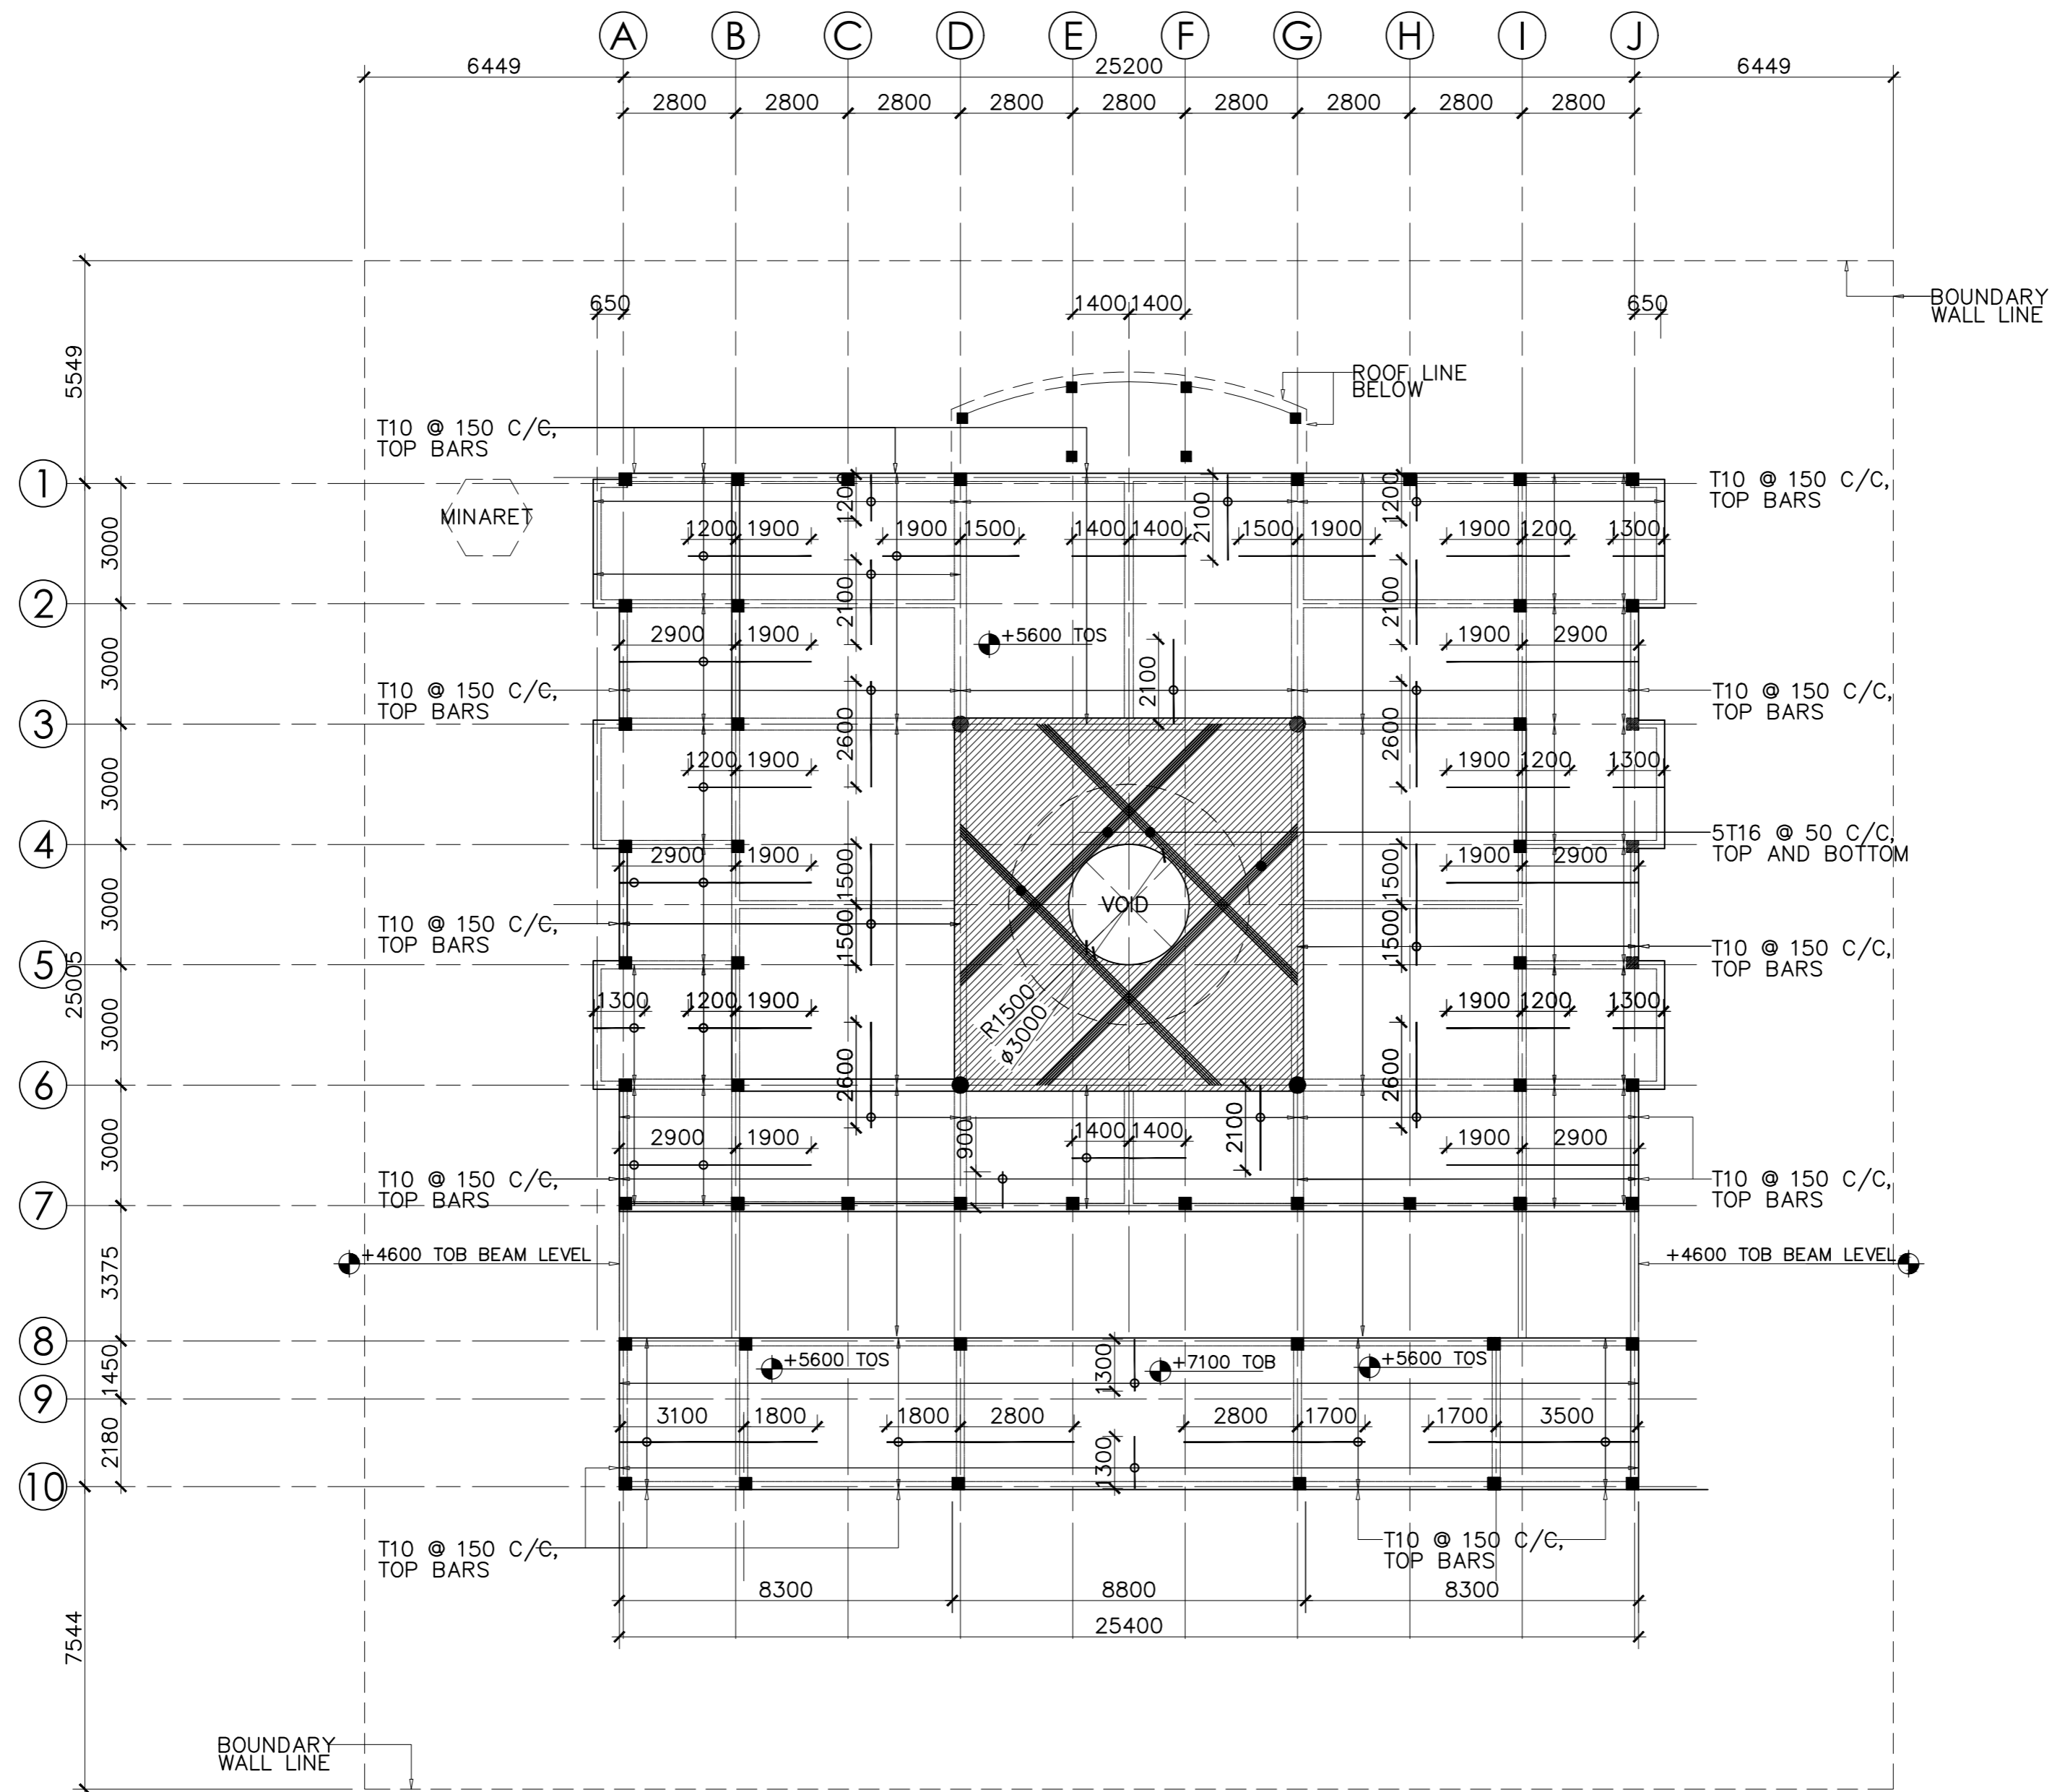 A B C D E F G H I J
6449 25200 6449
2800 2800 2800 2800 2800 2800 2800 2800 2800
650 1400 1400 650
BOUNDARY
WALL LINE
5549
ROOF LINE
BELOW
T10 @ 150 C/C,
TOP BARS
1
T10 @ 150 C/C,
TOP BARS
1200 2100 1200
MINARET
3000
1200 1900 1900 1500 1400 1400 1500 1900 1900 1200 1300
2100 2100
2
2900 1900 +5600 TOS 1900 2900
3000
2100
T10 @ 150 C/C,
TOP BARS
T10 @ 150 C/C,
TOP BARS
3
2600 2600
3000
1200 1900 1900 1200 1300
4
5T16 @ 50 C/C,
TOP AND BOTTOM
2900 1900 1900 2900
1500 1500
3000
VOID
T10 @ 150 C/C,
TOP BARS
1500 1500
T10 @ 150 C/C,
TOP BARS
5
25005
1300 1200 1900 1900 1200 1300
R1500
ø3000
3000
2600 2600
6
3000
2900 1900 900 1400 1400 2100 1900 2900
T10 @ 150 C/C,
TOP BARS
T10 @ 150 C/C,
TOP BARS
7
3375
+4600 TOB BEAM LEVEL
+4600 TOB BEAM LEVEL
8
+5600 TOS +7100 TOB +5600 TOS
1450
1300
9
3100 1800 1800 2800 2800 1700 1700 3500
2180
1300
10
T10 @ 150 C/C,
TOP BARS
T10 @ 150 C/C,
TOP BARS
8300 8800 8300
25400
7544
BOUNDARY
WALL LINE